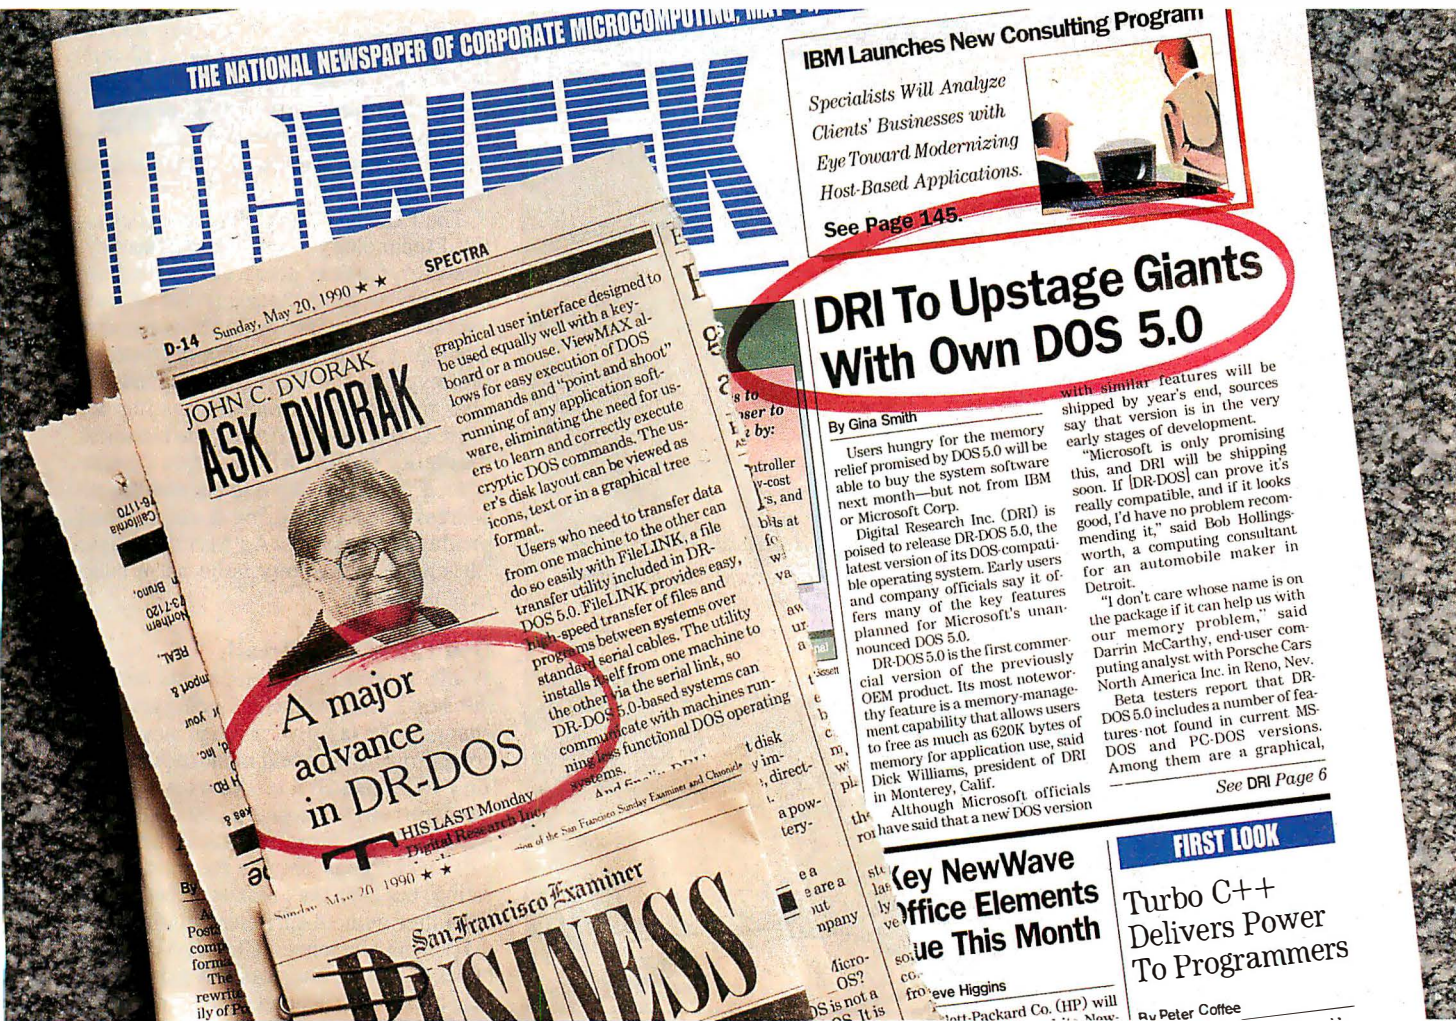 THE NATIONAL NEWSPAPER OF CORPORATE MICROCOMPUTING, MAY
PC WEEK
IBM Launches New Consulting Program
Specialists Will Analyze
Clients' Businesses with
Eye Toward Modernizing
Host-Based Applications.
See Page 145.
DRI To Upstage Giants
With Own DOS 5.0
By Gina Smith
Users hungry for the memory
relief promised by DOS 5.0 will be
able to buy the system software
next month—but not from IBM
or Microsoft Corp.
Digital Research Inc. (DRI) is
poised to release DR-DOS 5.0, the
latest version of its DOS-compati-
ble operating system. Early users
and company officials say it of-
fers many of the key features
planned for Microsoft's unan-
nounced DOS 5.0.
DR-DOS 5.0 is the first commer-
cial version of the previously
OEM product. Its most notewor-
thy feature is a memory-manage-
ment capability that allows users
to free as much as 620K bytes of
memory for application use, said
Dick Williams, president of DRI
in Monterey, Calif.
Although Microsoft officials
have said that a new DOS version
with similar features will be
shipped by year's end, sources
say that version is in the very
early stages of development.
"Microsoft is only promising
this, and DRI will be shipping
soon. If [DR-DOS] can prove it's
really compatible, and if it looks
good, I'd have no problem recom-
mending it," said Bob Hollings-
worth, a computing consultant
for an automobile maker in
Detroit.
"I don't care whose name is on
the package if it can help us with
our memory problem," said
Darrin McCarthy, end-user com-
puting analyst with Porsche Cars
North America Inc. in Reno, Nev.
Beta testers report that DR-
DOS 5.0 includes a number of fea-
tures not found in current MS-
DOS and PC-DOS versions.
Among them are a graphical,
See DRI Page 6
Key NewWave
Office Elements
ue This Month
eve Higgins
lett-Packard Co. (HP) will
FIRST LOOK
Turbo C++
Delivers Power
To Programmers
By Peter Coffee
D-14 Sunday, May 20, 1990 ★ ★
SPECTRA
JOHN C. DVORAK
ASK DVORAK
A major
advance
in DR-DOS
THIS LAST Monday
Digital Research Inc.
graphical user interface designed to
be used equally well with a key-
board or a mouse. ViewMAX al-
lows for easy execution of DOS
commands and "point and shoot"
running of any application soft-
ware, eliminating the need for us-
ers to learn and correctly execute
cryptic DOS commands. The us-
er's disk layout can be viewed as
icons, text or in a graphical tree
format.
Users who need to transfer data
from one machine to the other can
do so easily with FileLINK, a file
transfer utility included in DR-
DOS 5.0. FileLINK provides easy,
high-speed transfer of files and
programs between systems over
standard serial cables. The utility
installs itself from one machine to
the other via the serial link, so
DR-DOS 5.0-based systems can
communicate with machines run-
ning less functional DOS operating
systems.
of the San Francisco Sunday Examiner and Chronicle
Sunday, May 20, 1990 ★ ★
San Francisco Examiner
BUSINESS